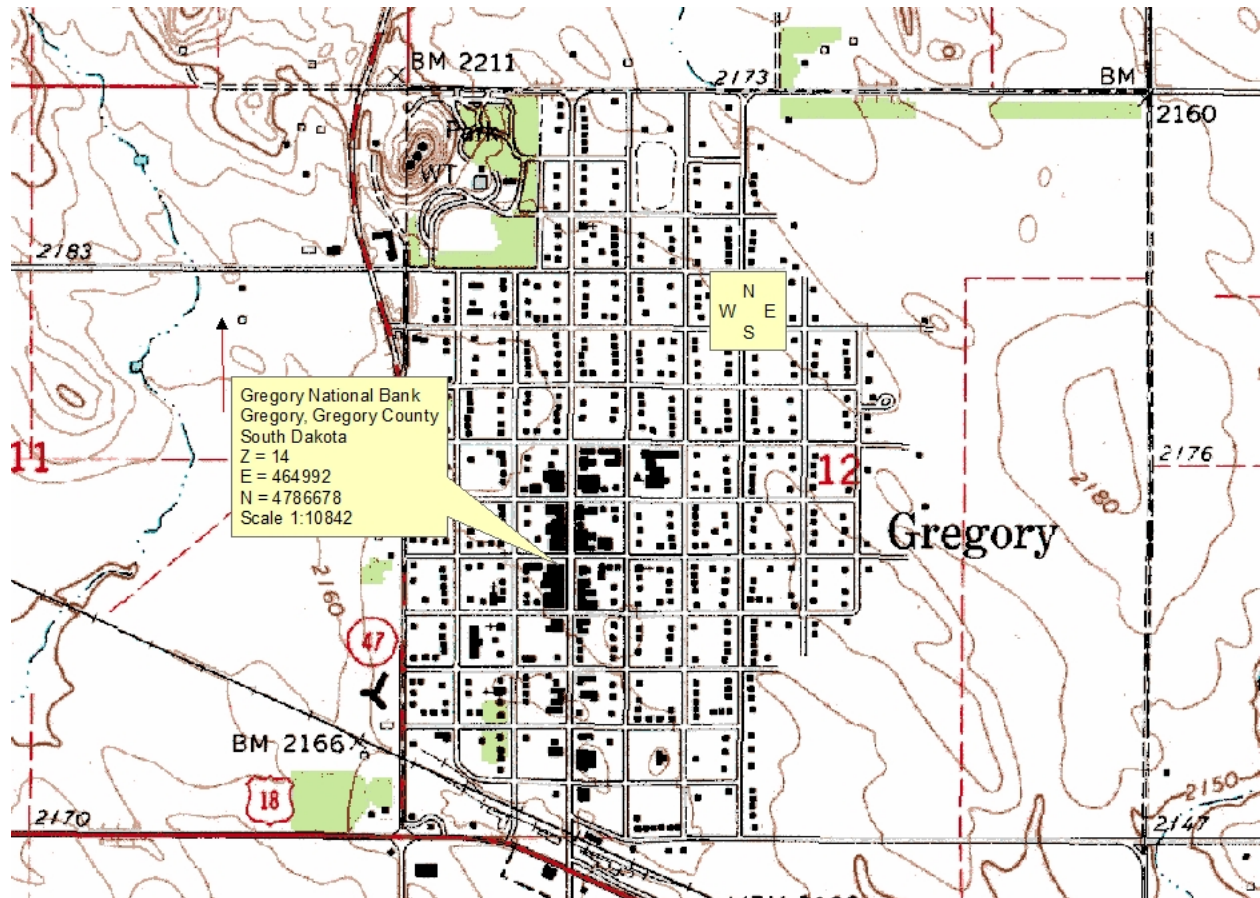 BM 2211
2173
BM
2160
Park
WT
2183
N
W E
S
Gregory National Bank
Gregory, Gregory County
South Dakota
Z = 14
E = 464992
N = 4786678
Scale 1:10842
11
12
2176
2180
Gregory
2160
47
BM 2166
18
2170
2150
2147